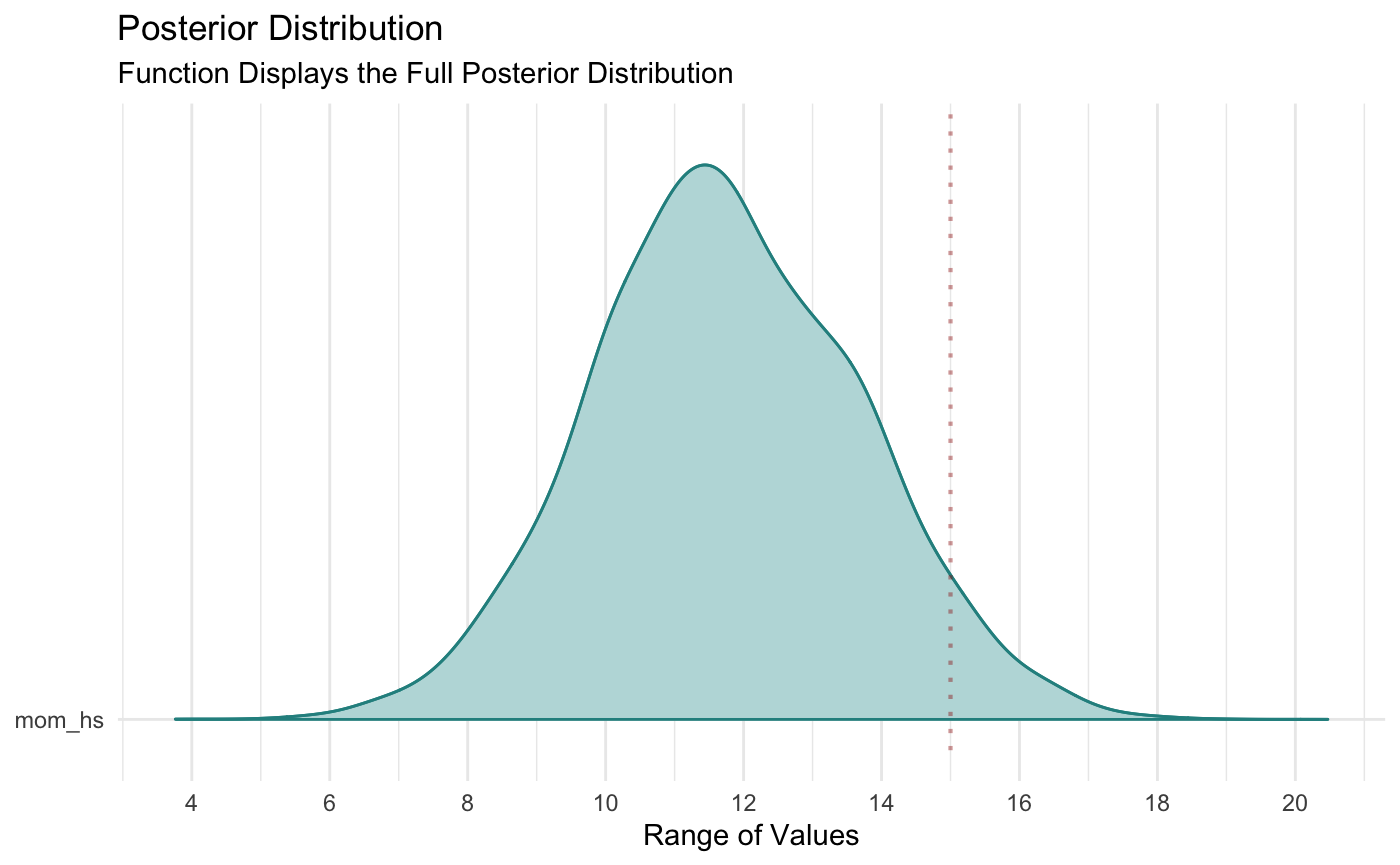 Posterior Distribution
Function Displays the Full Posterior Distribution
mom_hs
4 6 8 10 12 14 16 18 20
Range of Values